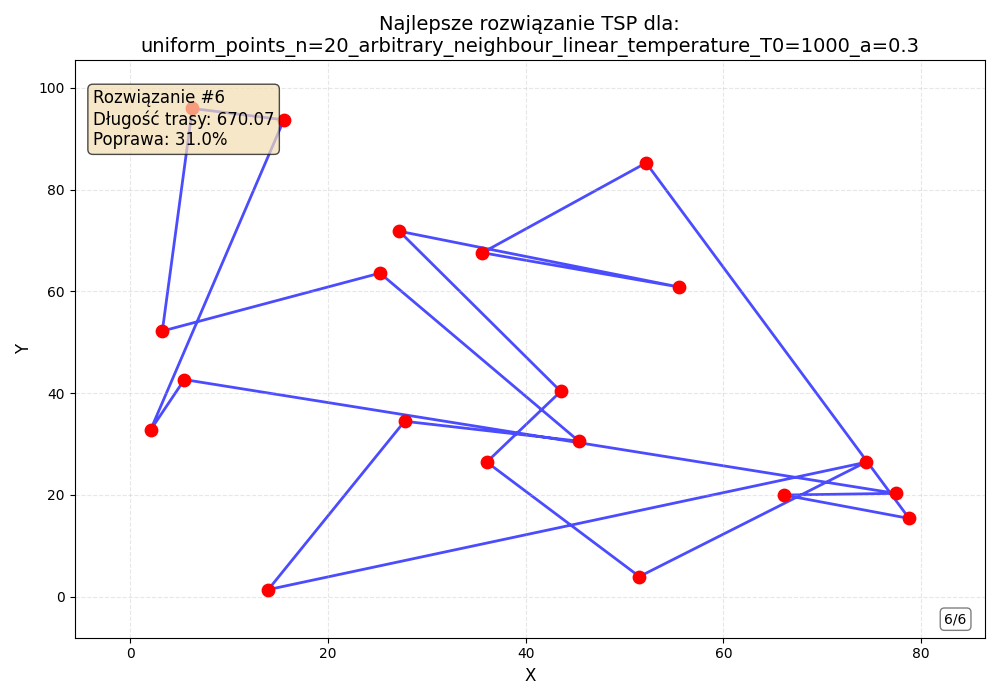 Najlepsze rozwiązanie TSP dla:
uniform_points_n=20_arbitrary_neighbour_linear_temperature_T0=1000_a=0.3
Rozwiązanie #6
Długość trasy: 670.07
Poprawa: 31.0%
100
80
60
40
20
0
Y
6/6
0 20 40 60 80
X